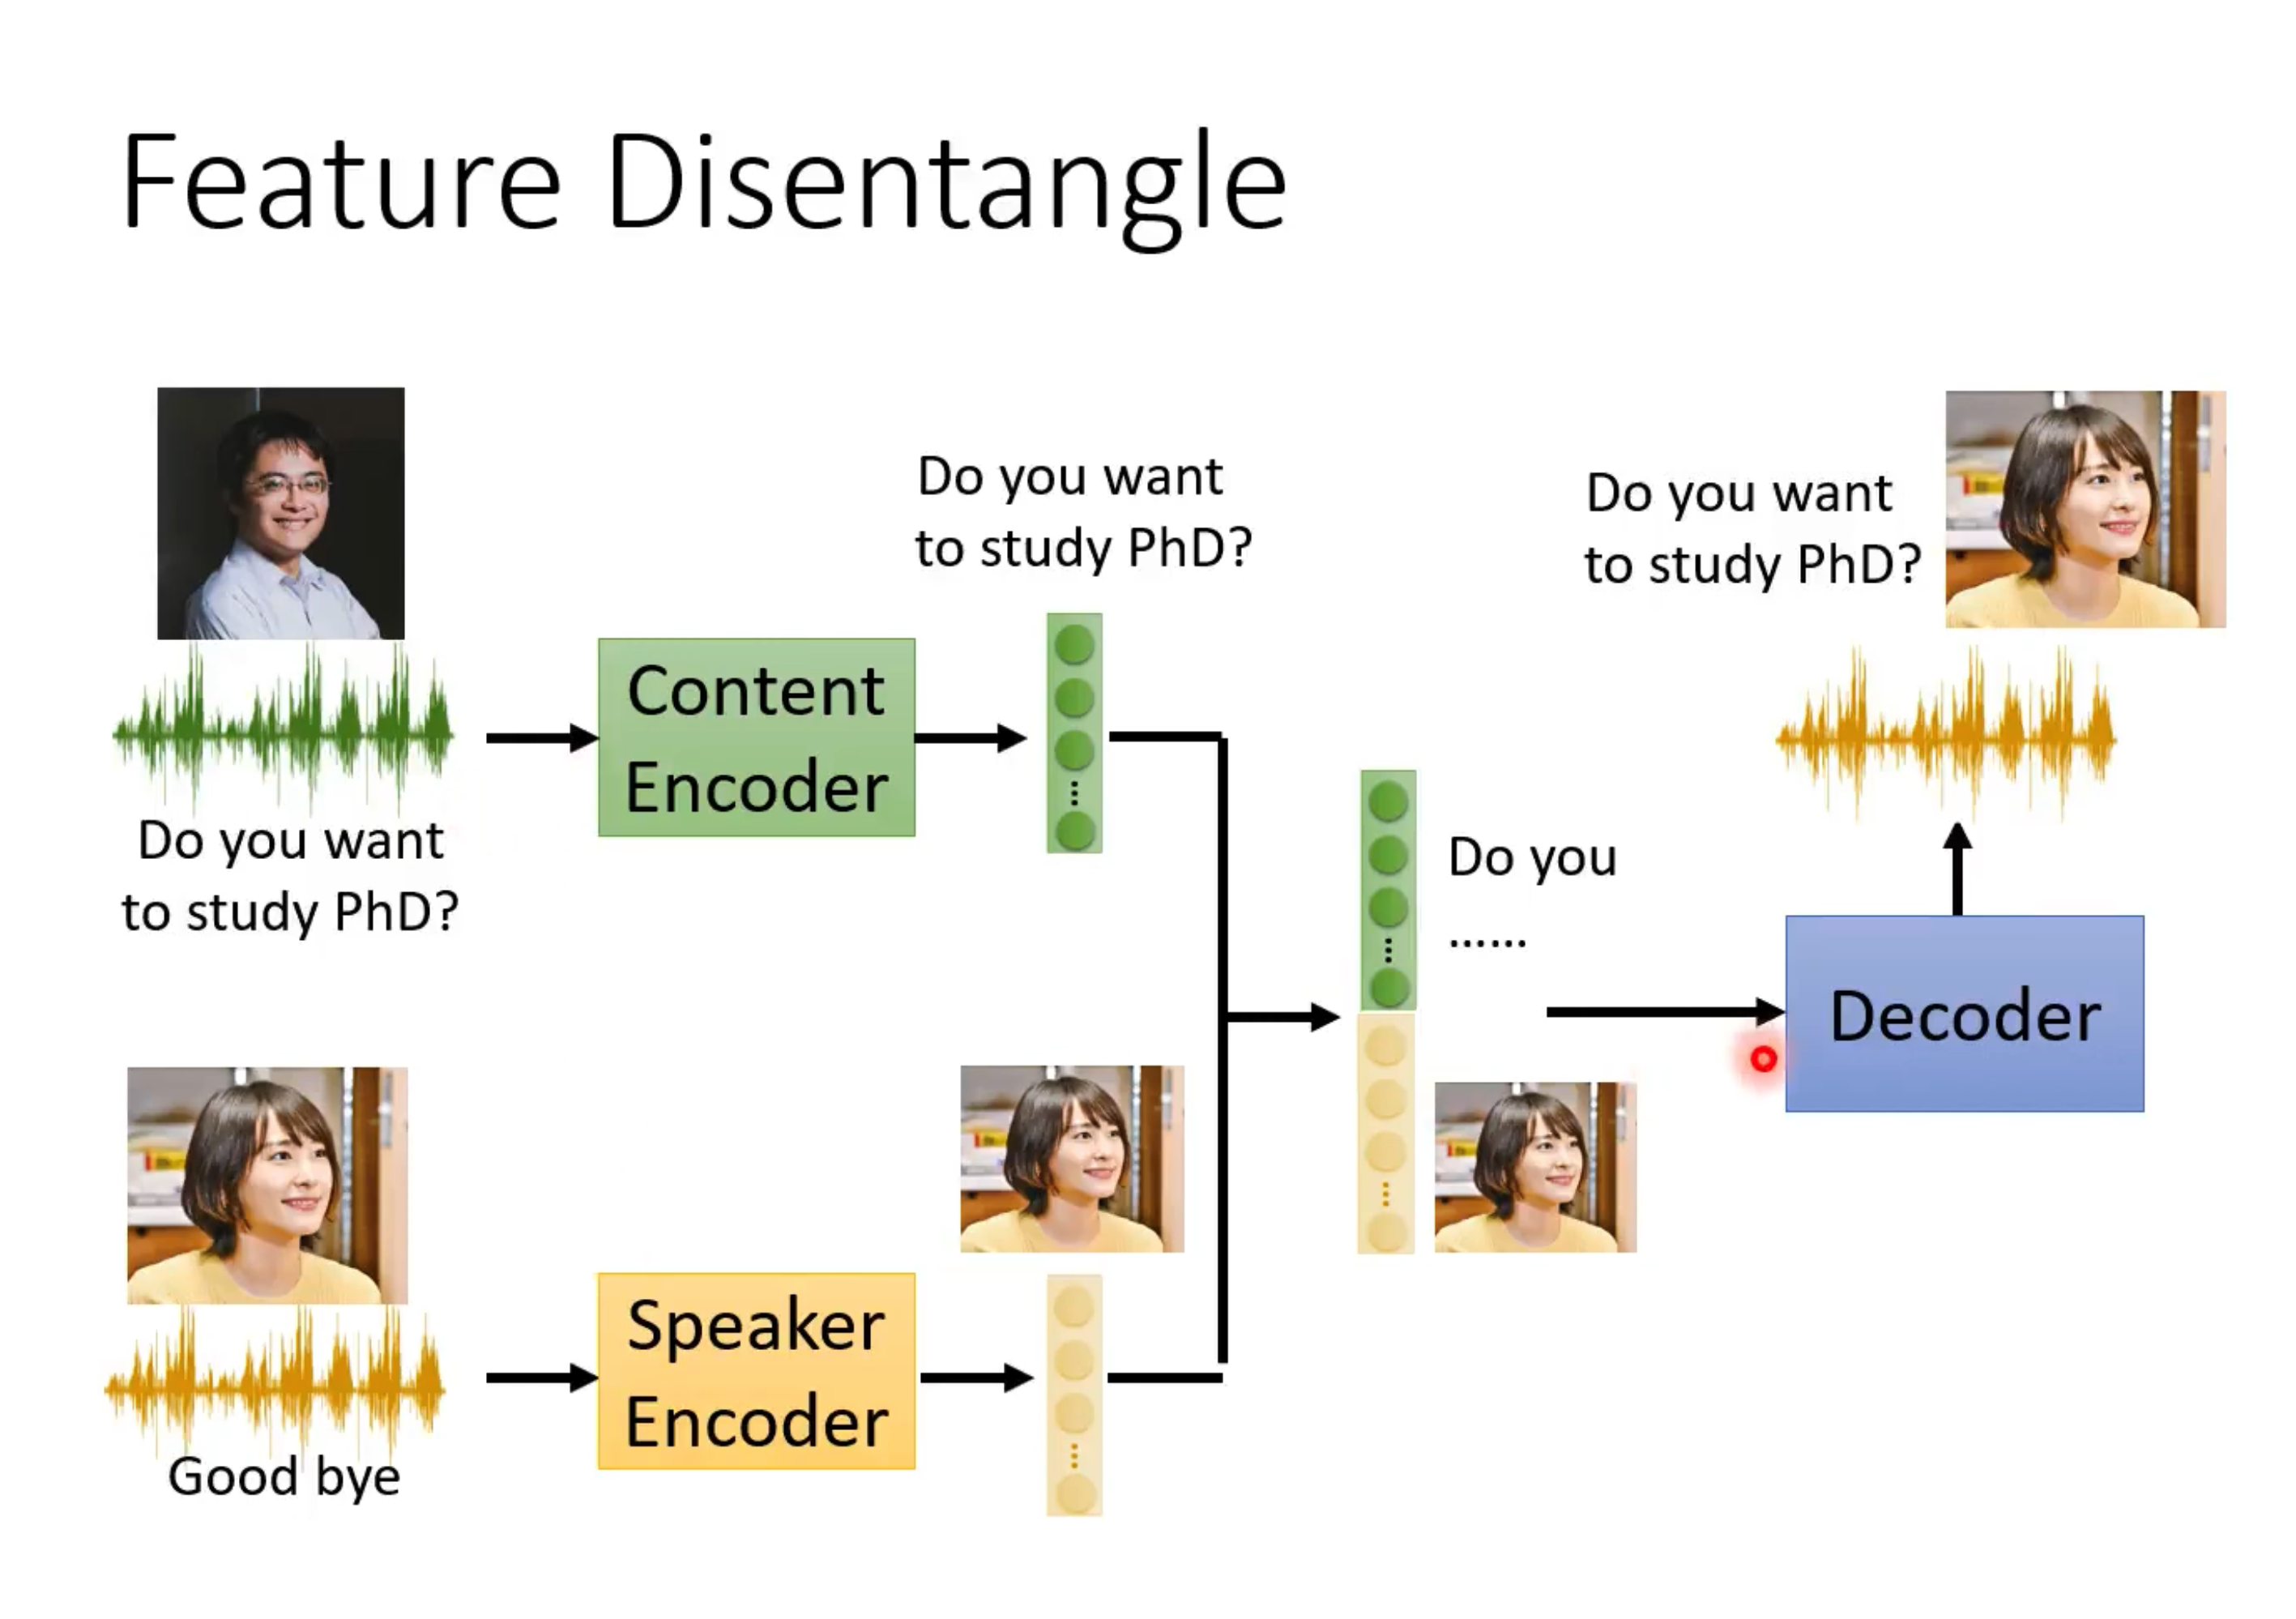 Feature Disentangle
Do you want
to study PhD?
Content
Encoder
Do you want
to study PhD?
Do you
......
Do you want
to study PhD?
Decoder
Good bye
Speaker
Encoder